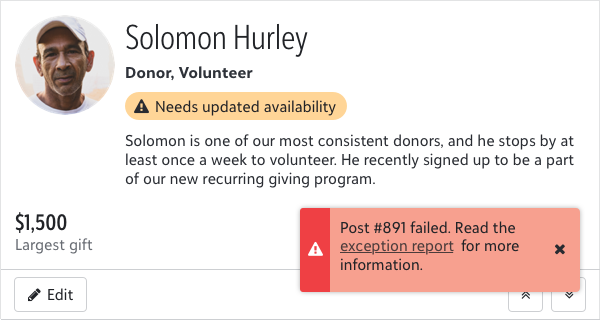 Solomon Hurley
Donor, Volunteer
Needs updated availability
Solomon is one of our most consistent donors, and he stops by at
least once a week to volunteer. He recently signed up to be a part
of our new recurring giving program.
$1,500
Largest gift
Post #891 failed. Read the
exception report for more
information.
Edit